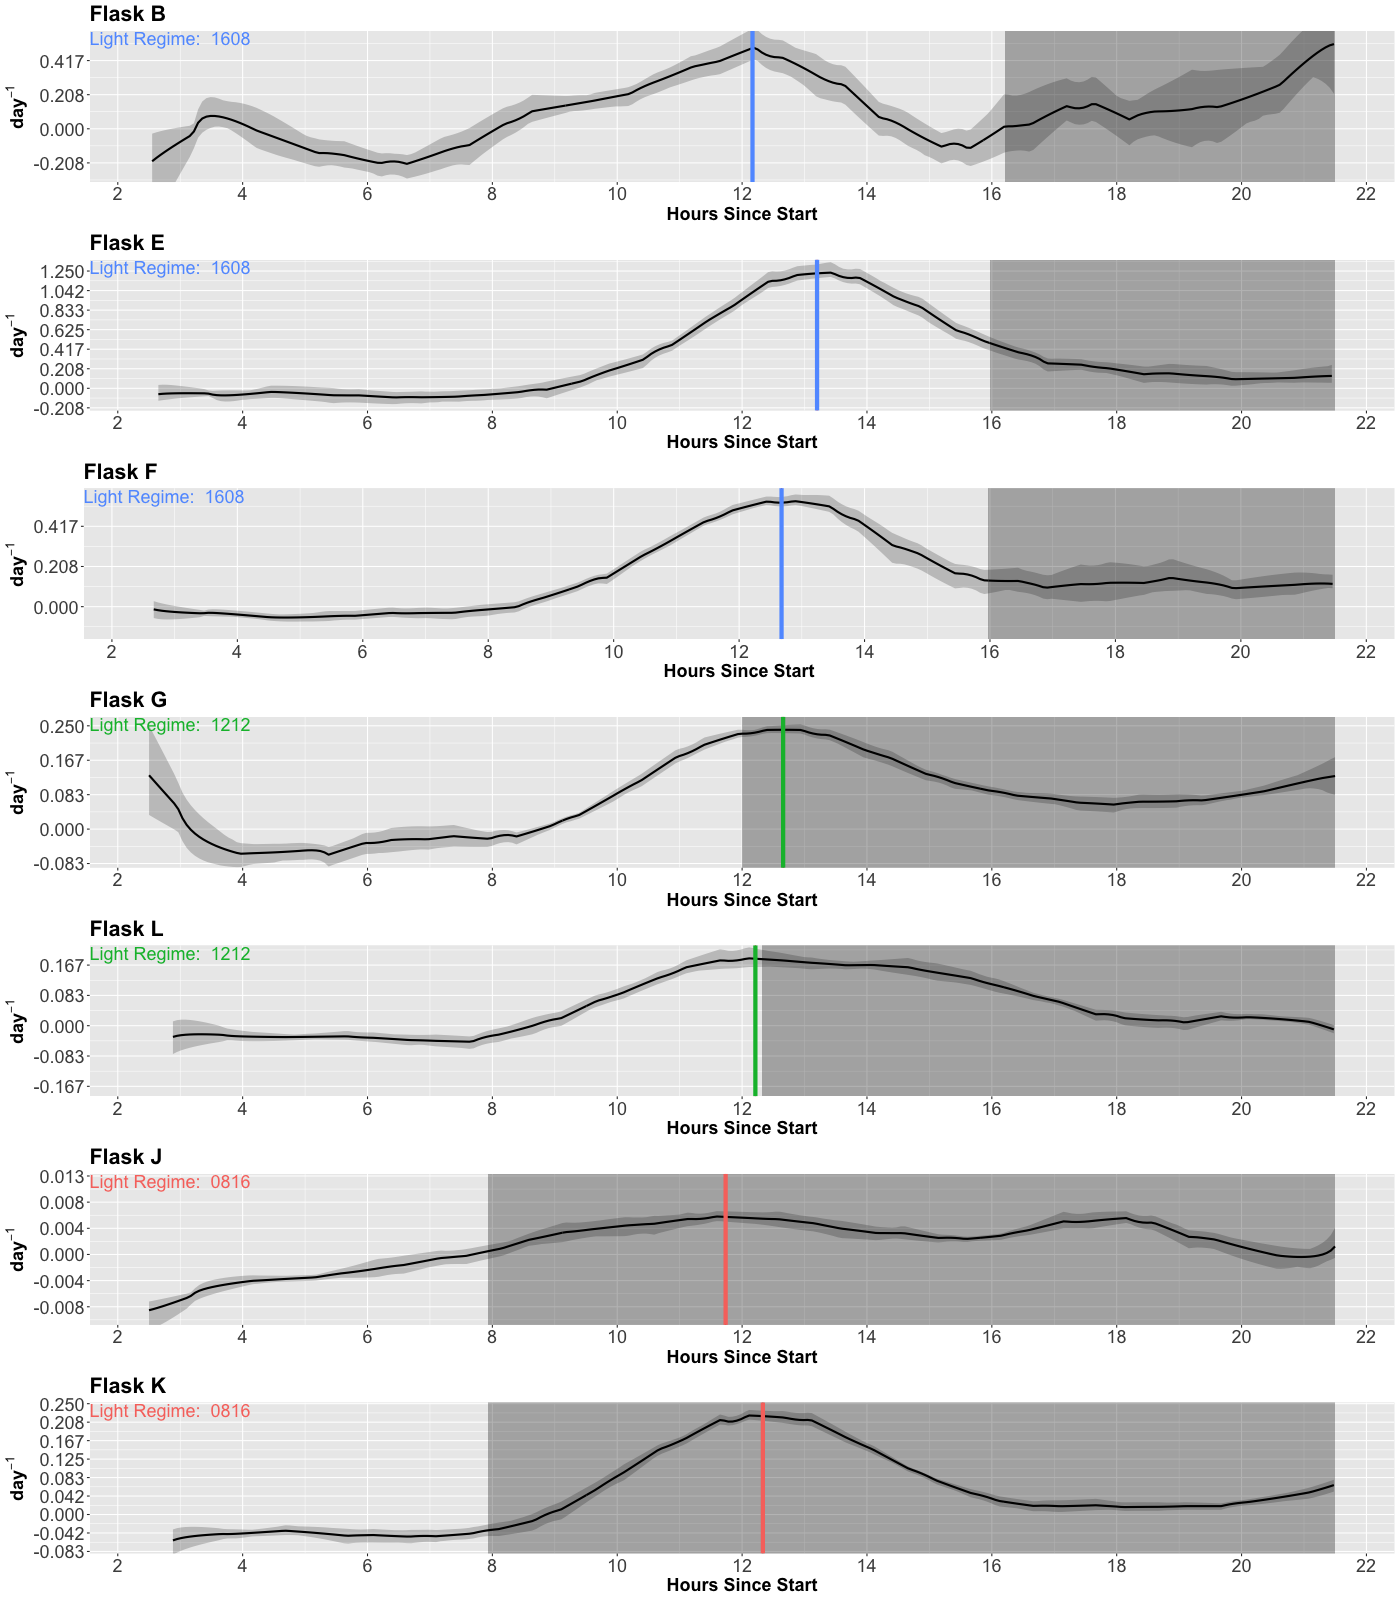 Flask B
Light Regime: 1608
0.417
0.208
0.000
-0.208
day⁻¹
2 4 6 8 10 12 14 16 18 20 22
Hours Since Start
Flask E
Light Regime: 1608
1.250
1.042
0.833
0.625
0.417
0.208
0.000
-0.208
day⁻¹
2 4 6 8 10 12 14 16 18 20 22
Hours Since Start
Flask F
Light Regime: 1608
0.417
0.208
0.000
day⁻¹
2 4 6 8 10 12 14 16 18 20 22
Hours Since Start
Flask G
Light Regime: 1212
0.250
0.167
0.083
0.000
-0.083
day⁻¹
2 4 6 8 10 12 14 16 18 20 22
Hours Since Start
Flask L
Light Regime: 1212
0.167
0.083
0.000
-0.083
-0.167
day⁻¹
2 4 6 8 10 12 14 16 18 20 22
Hours Since Start
Flask J
Light Regime: 0816
0.013
0.008
0.004
0.000
-0.004
-0.008
day⁻¹
2 4 6 8 10 12 14 16 18 20 22
Hours Since Start
Flask K
Light Regime: 0816
0.250
0.208
0.167
0.125
0.083
0.042
0.000
-0.042
-0.083
day⁻¹
2 4 6 8 10 12 14 16 18 20 22
Hours Since Start